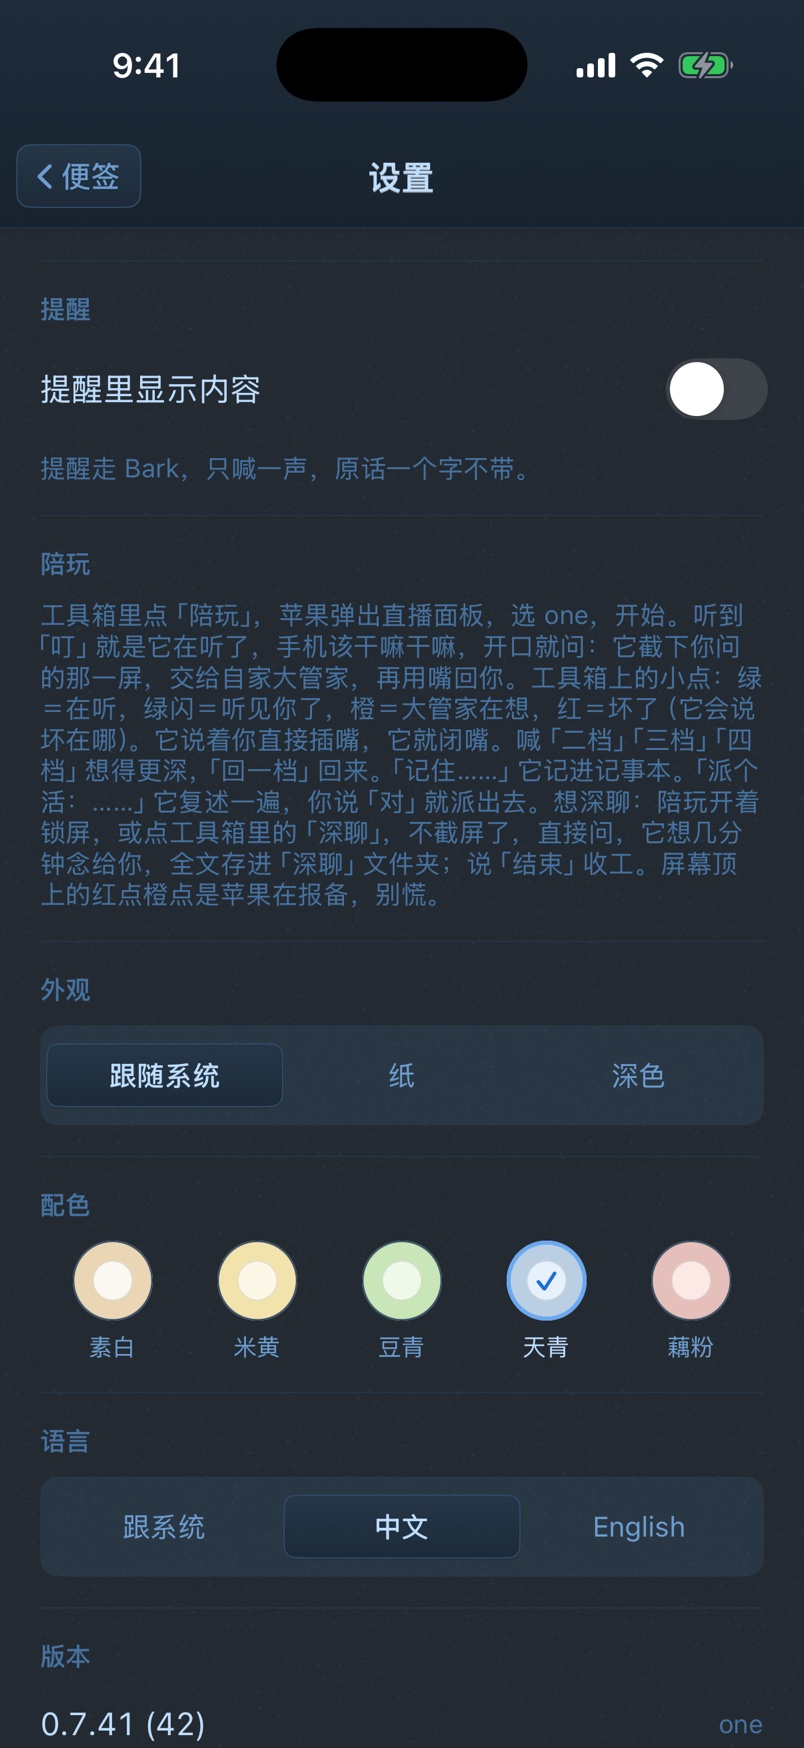 9:41
便签
设置
提醒
提醒里显示内容
提醒走 Bark，只喊一声，原话一个字不带。
陪玩
工具箱里点「陪玩」，苹果弹出直播面板，选 one，开始。听到
「叮」就是它在听了，手机该干嘛干嘛，开口就问：它截下你问
的那一屏，交给自家大管家，再用嘴回你。工具箱上的小点：绿
＝在听，绿闪＝听见你了，橙＝大管家在想，红＝坏了（它会说
坏在哪）。它说着你直接插嘴，它就闭嘴。喊「二档」「三档」「四
档」想得更深，「回一档」回来。「记住……」它记进记事本。「派个
活：……」它复述一遍，你说「对」就派出去。想深聊：陪玩开着
锁屏，或点工具箱里的「深聊」，不截屏了，直接问，它想几分
钟念给你，全文存进「深聊」文件夹；说「结束」收工。屏幕顶
上的红点橙点是苹果在报备，别慌。
外观
跟随系统
纸
深色
配色
素白
米黄
豆青
天青
藕粉
语言
跟系统
中文
English
版本
0.7.41 (42)
one